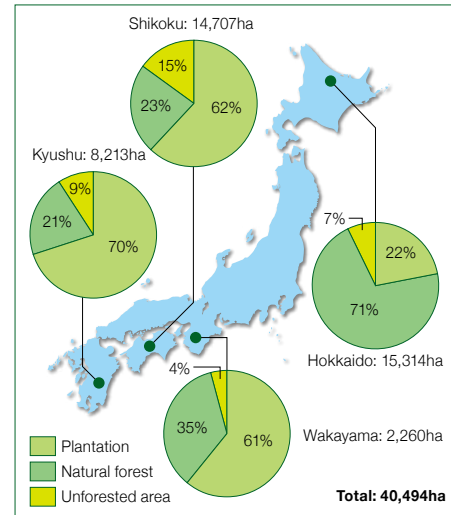 Shikoku: 14,707ha
15%
23%
62%
Kyushu: 8,213ha
9%
21%
70%
7%
22%
71%
Hokkaido: 15,314ha
4%
35%
61%
Wakayama: 2,260ha
Plantation
Natural forest
Unforested area
Total: 40,494ha